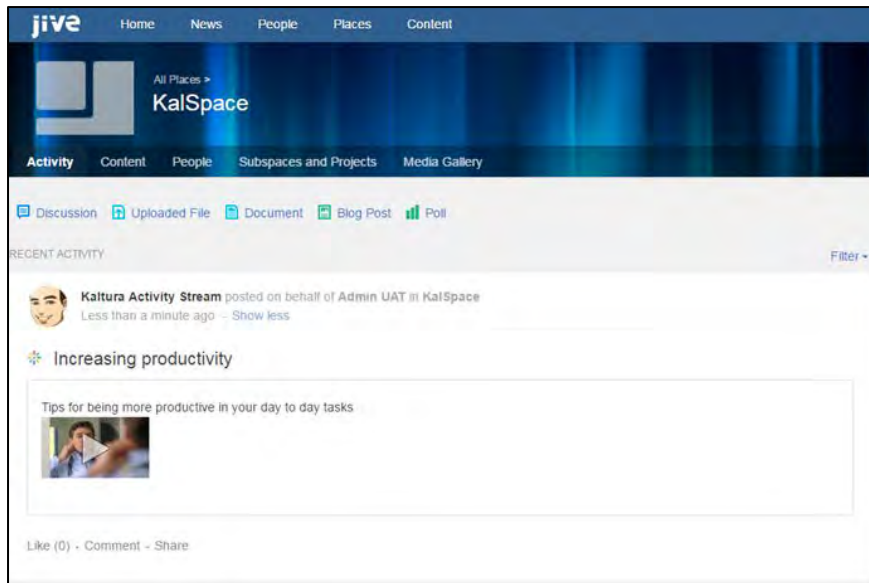 jive Home News People Places Content
All Places >
KalSpace
Activity Content People Subspaces and Projects Media Gallery
Discussion Uploaded File Document Blog Post Poll
RECENT ACTIVITY Filter
Kaltura Activity Stream posted on behalf of Admin UAT in KalSpace
Less than a minute ago - Show less
Increasing productivity
Tips for being more productive in your day to day tasks
Like (0) - Comment - Share